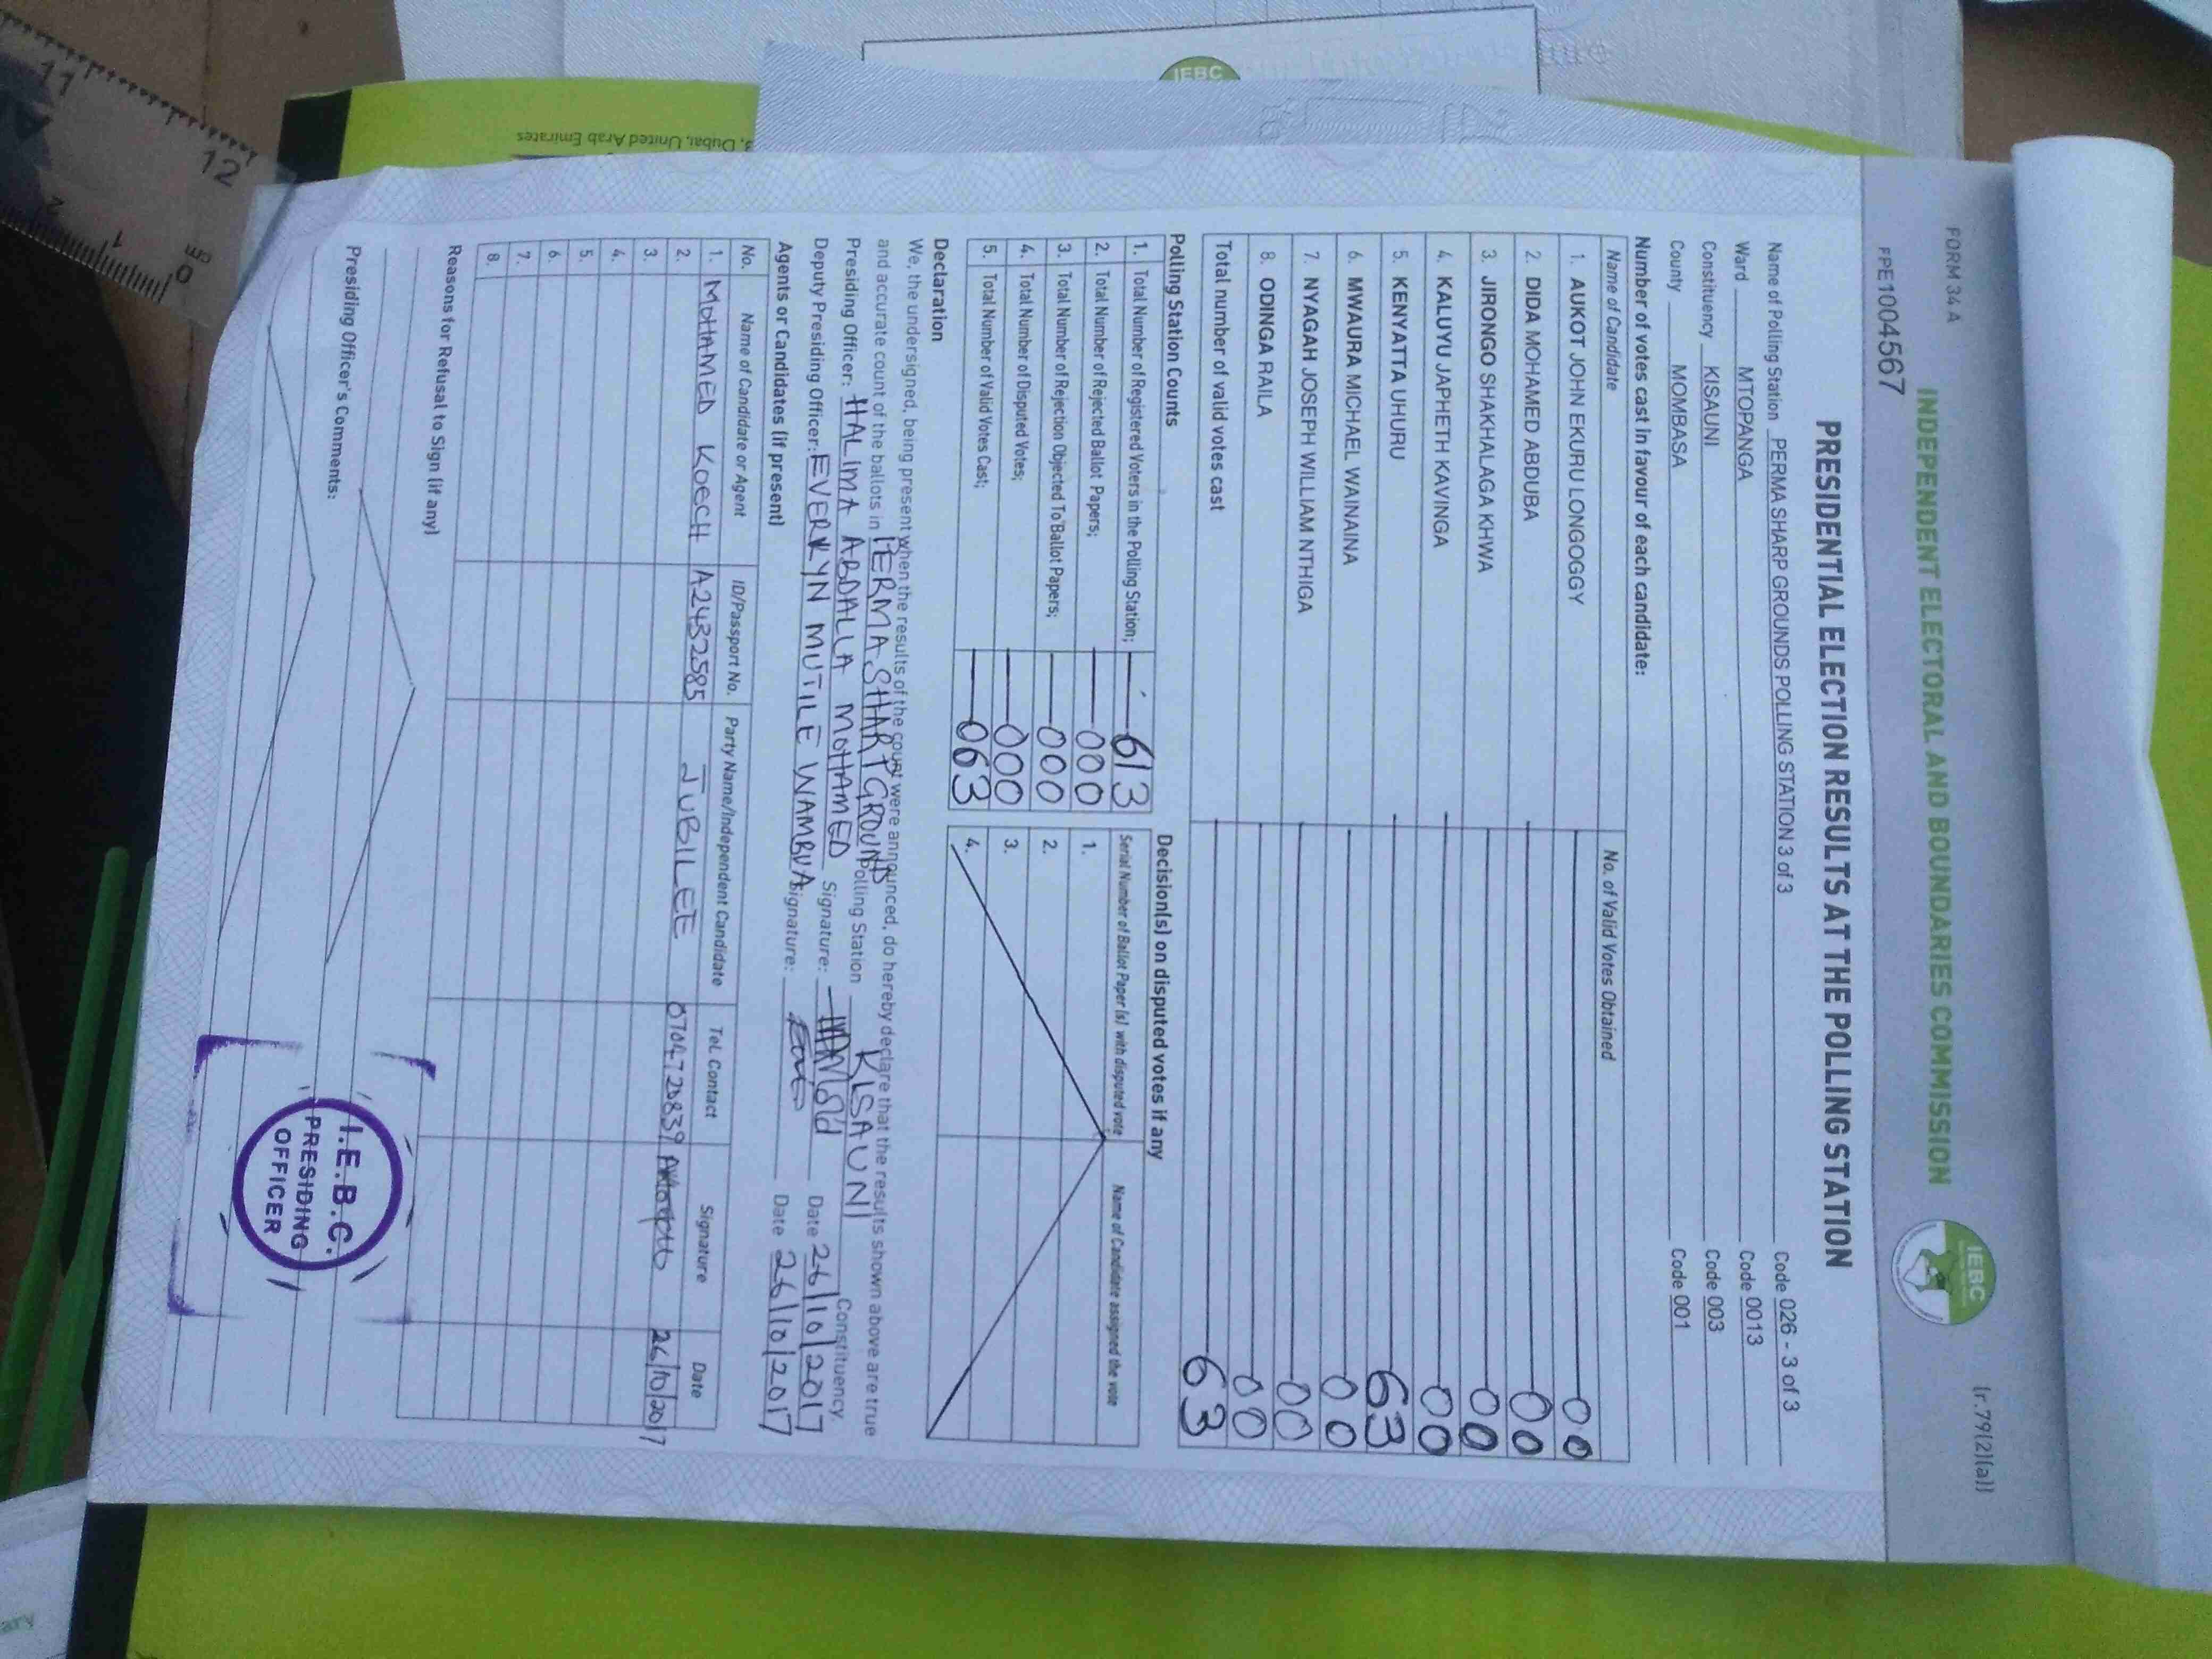 FORM 34 A
(r.79(2)(a))
INDEPENDENT ELECTORAL AND BOUNDARIES COMMISSION
IEBC
FPE1004567
PRESIDENTIAL ELECTION RESULTS AT THE POLLING STATION
Name of Polling Station PERMA SHARP GROUNDS POLLING STATION 3 of 3 Code 026 - 3 of 3
Ward MTOPANGA Code 0013
Constituency KISAUNI Code 003
County MOMBASA Code 001
Number of votes cast in favour of each candidate:
Name of Candidate No. of Valid Votes Obtained
1. AUKOT JOHN EKURU LONGOGGY 00
2. DIDA MOHAMED ABDUBA 00
3. JIRONGO SHAKHALAGA KHWA 00
4. KALUYU JAPHETH KAVINGA 00
5. KENYATTA UHURU 63
6. MWAURA MICHAEL WAINAINA 00
7. NYAGAH JOSEPH WILLIAM NTHIGA 00
8. ODINGA RAILA 00
Total number of valid votes cast 63
Polling Station Counts
1. Total Number of Registered Voters in the Polling Station; 613
2. Total Number of Rejected Ballot Papers; 000
3. Total Number of Rejection Objected To Ballot Papers; 000
4. Total Number of Disputed Votes; 000
5. Total Number of Valid Votes Cast; 063
Decision(s) on disputed votes if any
Serial Number of Ballot Paper (s) with disputed vote Name of Candidate assigned the vote
1.
2.
3.
4.
Declaration
We, the undersigned, being present when the results of the count were announced, do hereby declare that the results shown above are true
and accurate count of the ballots in PERMA SHARP GROUNDS Polling Station KISAUNI Constituency
Presiding Officer: HALIMA ABDALLA MOHAMED Signature: Date 26/10/2017
Deputy Presiding Officer: EVERLYN MUTILE WAMBUA Signature: Date 26/10/2017
Agents or Candidates (if present)
No. Name of Candidate or Agent ID/Passport No. Party Name/Independent Candidate Tel. Contact Signature Date
1. MOHAMED KOECH A2432585 JUBILEE 0704720839 26/10/2017
2.
3.
4.
5.
6.
7.
8.
Reasons for Refusal to Sign (if any)
Presiding Officer's Comments:
I.E.B.C.
PRESIDING
OFFICER
IEBC
Dubai, United Arab Emirates
11
12
cm
0
1
2